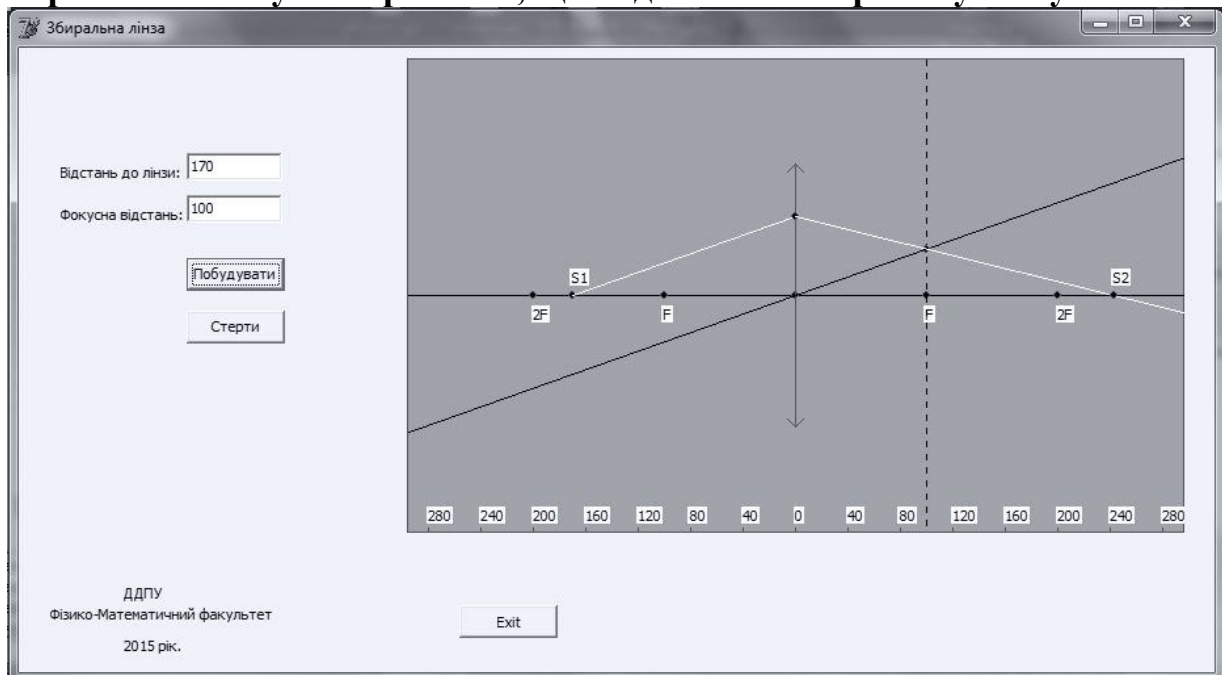 Збиральна лінза
Відстань до лінзи: 170
Фокусна відстань: 100
Побудувати
Стерти
S1 S2
2F F F 2F
280 240 200 160 120 80 40 0 40 80 120 160 200 240 280
ДДПУ
Фізико-Математичний факультет
2015 рік.
Exit